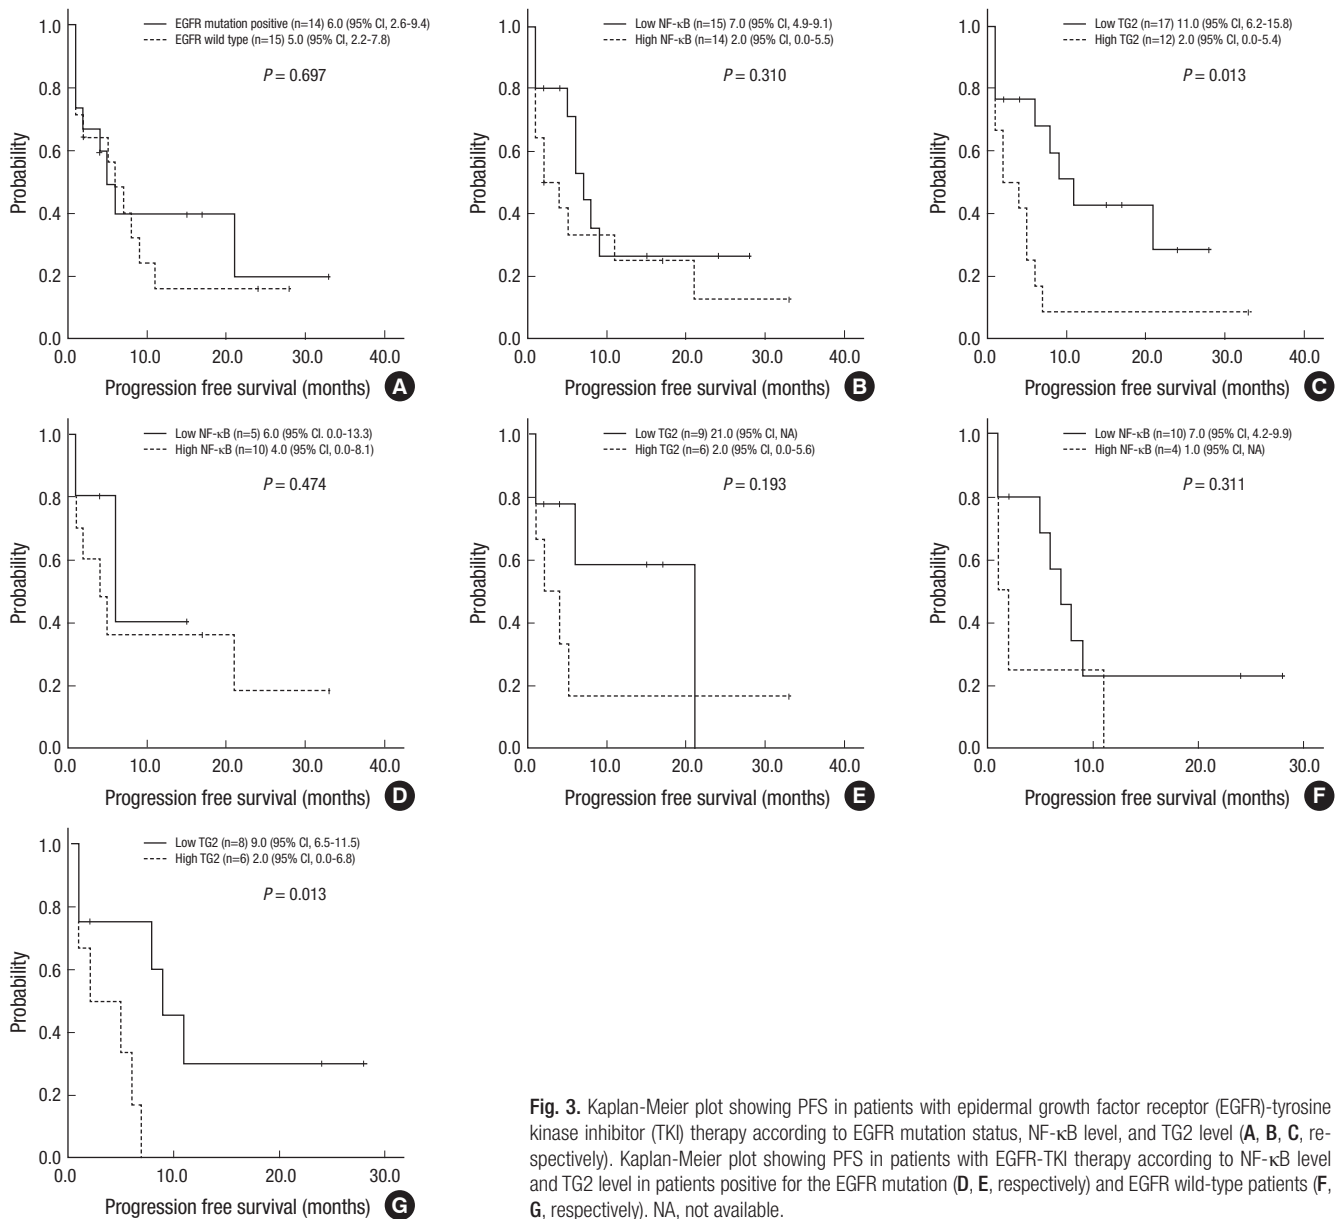 EGFR mutation positive (n=14) 6.0 (95% CI, 2.6-9.4)
EGFR wild type (n=15) 5.0 (95% CI, 2.2-7.8)
P = 0.697
Probability
1.0
0.8
0.6
0.4
0.2
0.0
0.0 10.0 20.0 30.0 40.0
Progression free survival (months) A
Low NF-κB (n=15) 7.0 (95% CI, 4.9-9.1)
High NF-κB (n=14) 2.0 (95% CI, 0.0-5.5)
P = 0.310
Probability
1.0
0.8
0.6
0.4
0.2
0.0
0.0 10.0 20.0 30.0 40.0
Progression free survival (months) B
Low TG2 (n=17) 11.0 (95% CI, 6.2-15.8)
High TG2 (n=12) 2.0 (95% CI, 0.0-5.4)
P = 0.013
Probability
1.0
0.8
0.6
0.4
0.2
0.0
0.0 10.0 20.0 30.0 40.0
Progression free survival (months) C
Low NF-κB (n=5) 6.0 (95% CI. 0.0-13.3)
High NF-κB (n=10) 4.0 (95% CI, 0.0-8.1)
P = 0.474
Probability
1.0
0.8
0.6
0.4
0.2
0.0
0.0 10.0 20.0 30.0 40.0
Progression free survival (months) D
Low TG2 (n=9) 21.0 (95% CI, NA)
High TG2 (n=6) 2.0 (95% CI, 0.0-5.6)
P = 0.193
Probability
1.0
0.8
0.6
0.4
0.2
0.0
0.0 10.0 20.0 30.0 40.0
Progression free survival (months) E
Low NF-κB (n=10) 7.0 (95% CI, 4.2-9.9)
High NF-κB (n=4) 1.0 (95% CI, NA)
P = 0.311
Probability
1.0
0.8
0.6
0.4
0.2
0.0
0.0 10.0 20.0 30.0
Progression free survival (months) F
Low TG2 (n=8) 9.0 (95% CI, 6.5-11.5)
High TG2 (n=6) 2.0 (95% CI, 0.0-6.8)
P = 0.013
Probability
1.0
0.8
0.6
0.4
0.2
0.0
0.0 10.0 20.0 30.0
Progression free survival (months) G
Fig. 3. Kaplan-Meier plot showing PFS in patients with epidermal growth factor receptor (EGFR)-tyrosine
kinase inhibitor (TKI) therapy according to EGFR mutation status, NF-κB level, and TG2 level (A, B, C, re-
spectively). Kaplan-Meier plot showing PFS in patients with EGFR-TKI therapy according to NF-κB level
and TG2 level in patients positive for the EGFR mutation (D, E, respectively) and EGFR wild-type patients (F,
G, respectively). NA, not available.